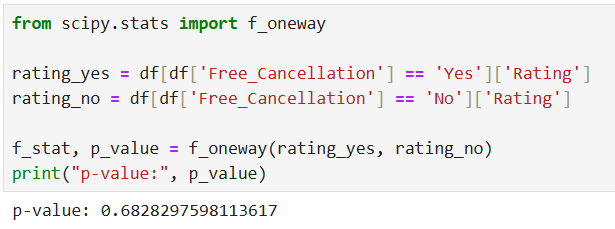 from scipy.stats import f_oneway
rating_yes = df[df['Free_Cancellation'] == 'Yes']['Rating']
rating_no = df[df['Free_Cancellation'] == 'No']['Rating']
f_stat, p_value = f_oneway(rating_yes, rating_no)
print("p-value:", p_value)
p-value: 0.6828297598113617